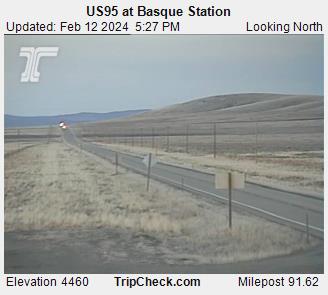 US95 at Basque Station
Updated: Feb 12 2024 5:27 PM Looking North
Elevation 4460 TripCheck.com Milepost 91.62